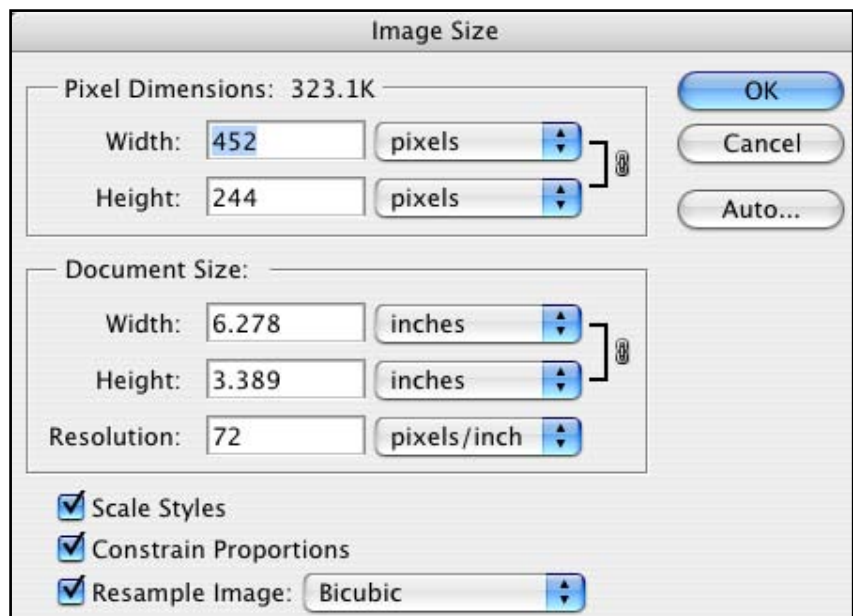 Image Size
Pixel Dimensions: 323.1K
OK
Width: 452 pixels
Cancel
Height: 244 pixels
Auto...
Document Size:
Width: 6.278 inches
Height: 3.389 inches
Resolution: 72 pixels/inch
Scale Styles
Constrain Proportions
Resample Image: Bicubic